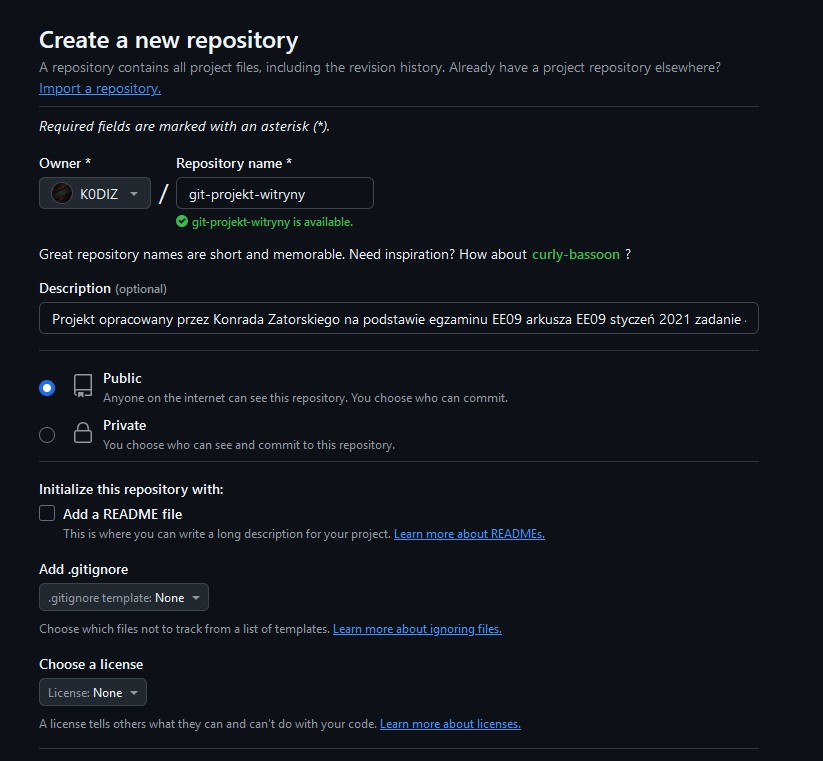 Create a new repository
A repository contains all project files, including the revision history. Already have a project repository elsewhere?
Import a repository.
Required fields are marked with an asterisk (*).
Owner * Repository name *
K0DIZ / git-projekt-witryny
git-projekt-witryny is available.
Great repository names are short and memorable. Need inspiration? How about curly-bassoon ?
Description (optional)
Projekt opracowany przez Konrada Zatorskiego na podstawie egzaminu EE09 arkusza EE09 styczeń 2021 zadanie
Public
Anyone on the internet can see this repository. You choose who can commit.
Private
You choose who can see and commit to this repository.
Initialize this repository with:
Add a README file
This is where you can write a long description for your project. Learn more about READMEs.
Add .gitignore
.gitignore template: None
Choose which files not to track from a list of templates. Learn more about ignoring files.
Choose a license
License: None
A license tells others what they can and can't do with your code. Learn more about licenses.